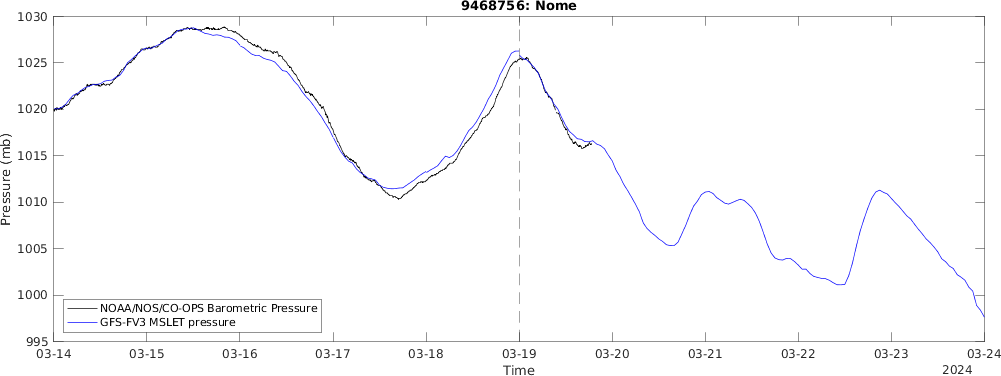 9468756: Nome
1030
1025
1020
1015
1010
1005
1000
995
Pressure (mb)
NOAA/NOS/CO-OPS Barometric Pressure
GFS-FV3 MSLET pressure
03-14 03-15 03-16 03-17 03-18 03-19 03-20 03-21 03-22 03-23 03-24
Time
2024